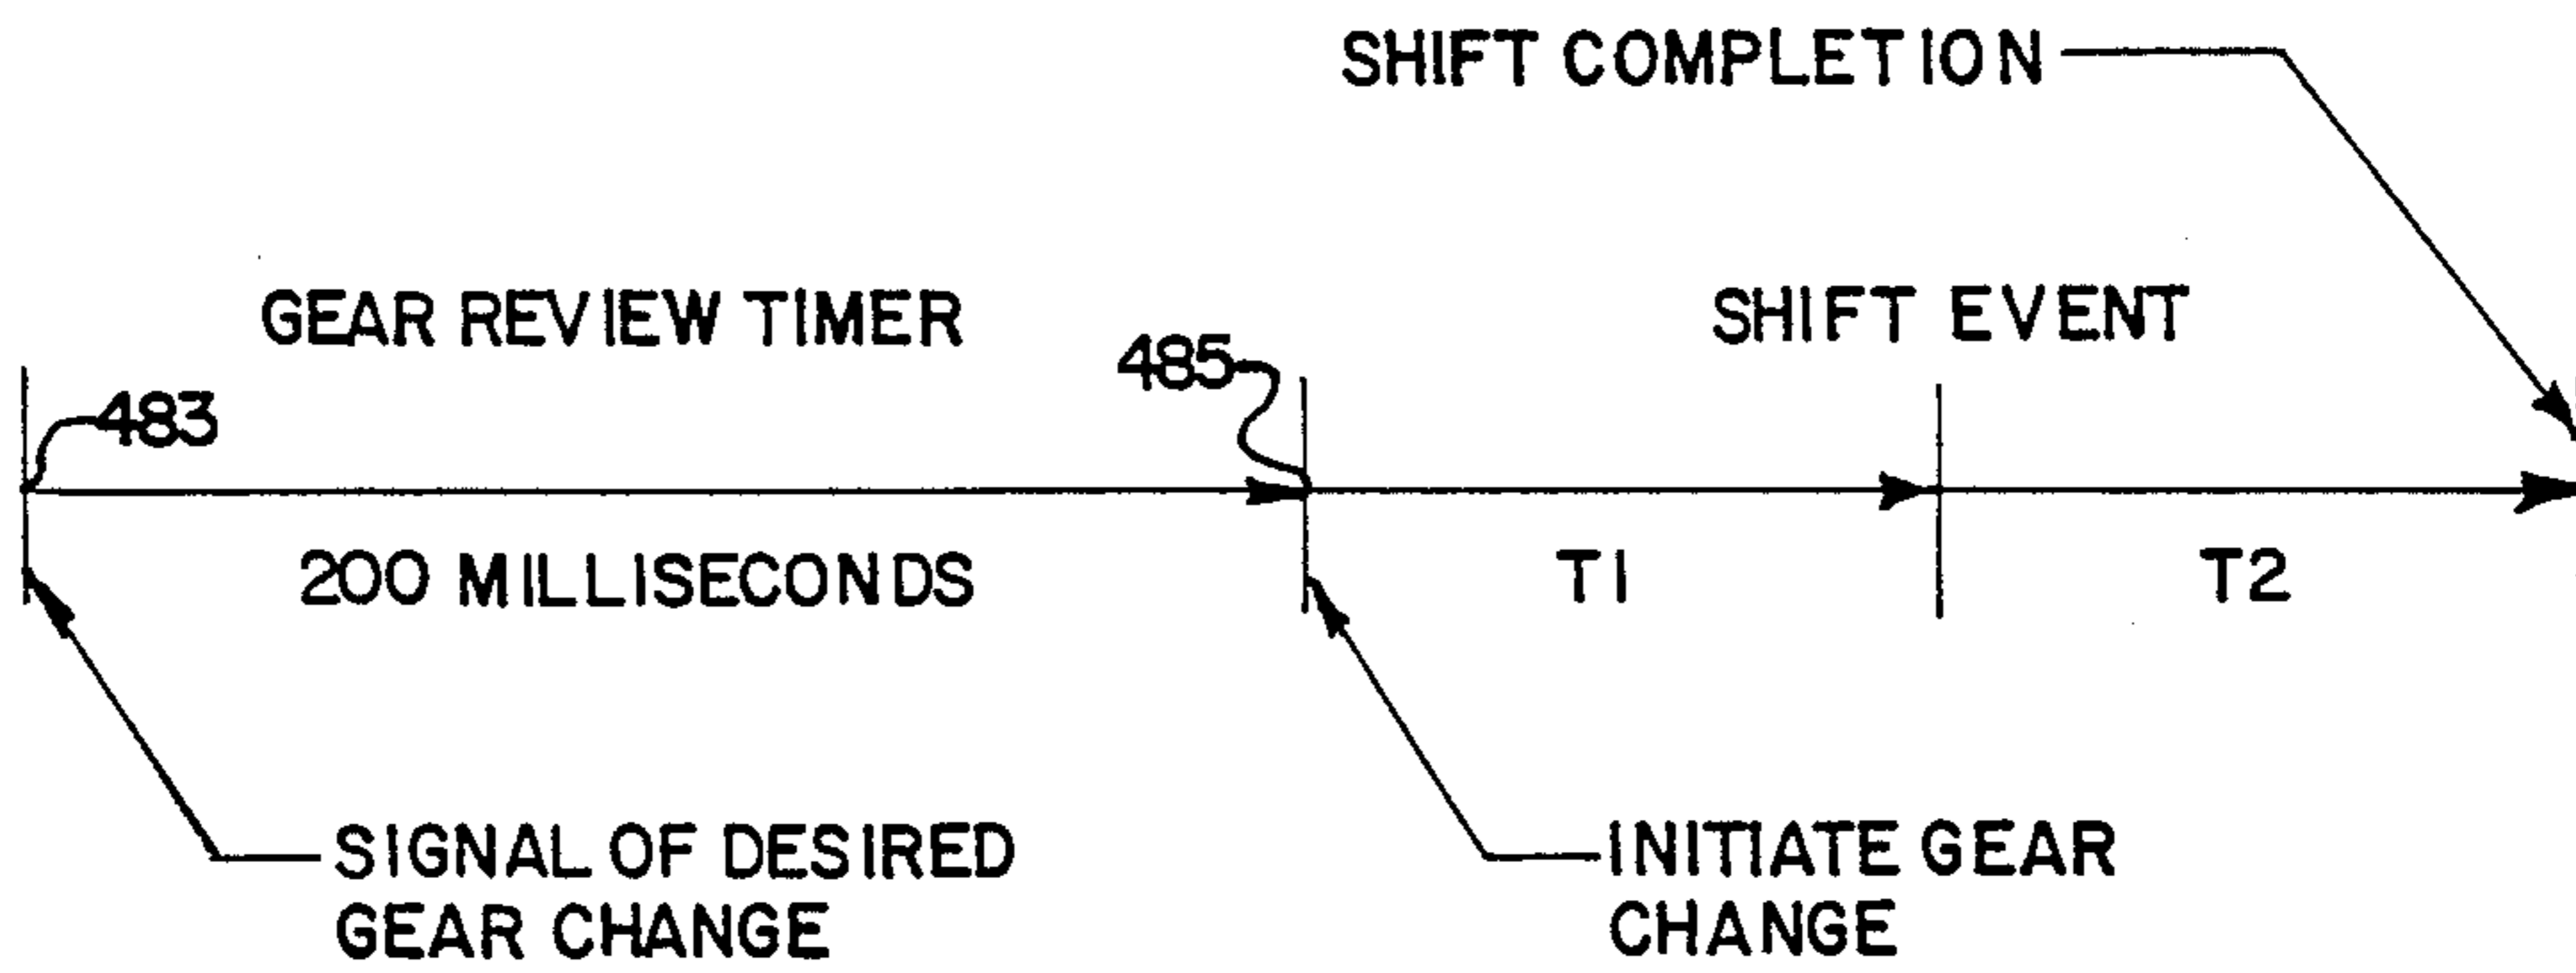 SHIFT COMPLETION
GEAR REVIEW TIMER
SHIFT EVENT
485
483
200 MILLISECONDS
T1
T2
SIGNAL OF DESIRED
GEAR CHANGE
INITIATE GEAR
CHANGE